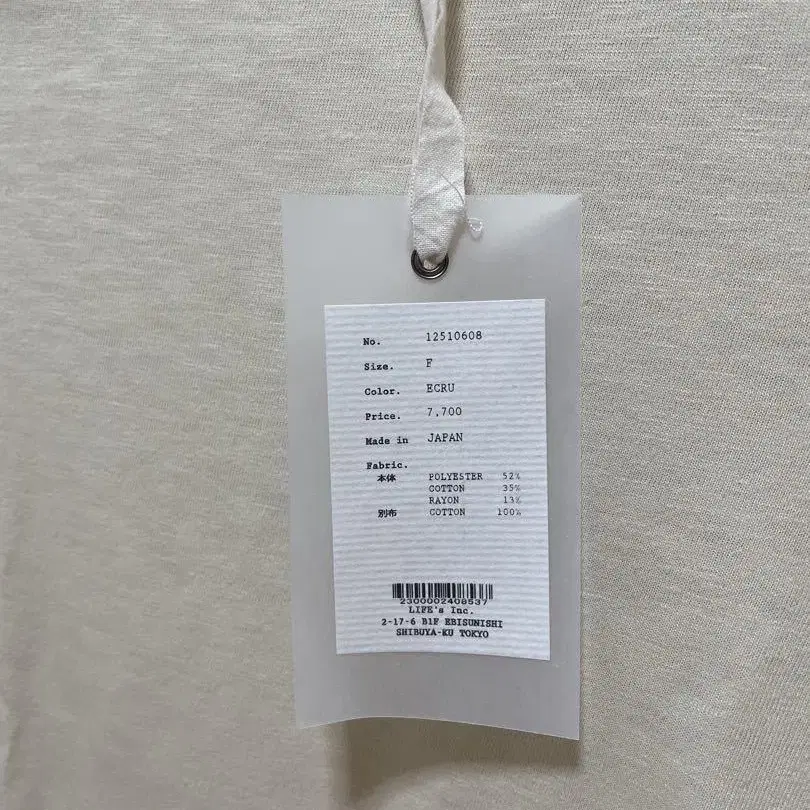 No. 12510608
Size. F
Color. ECRU
Price. 7,700
Made in JAPAN
Fabric.
本体 POLYESTER 52%
COTTON 35%
RAYON 13%
別布 COTTON 100%
2300002408537
LIFE's Inc.
2-17-6 B1F EBISUNISHI
SHIBUYA-KU TOKYO